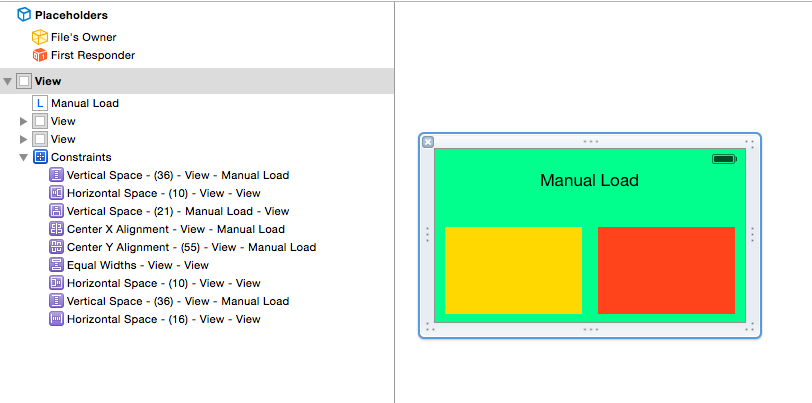 Placeholders
File's Owner
First Responder
View
L Manual Load
View
View
Constraints
Vertical Space - (36) - View - Manual Load
Horizontal Space - (10) - View - View
Vertical Space - (21) - Manual Load - View
Center X Alignment - View - Manual Load
Center Y Alignment - (55) - View - Manual Load
Equal Widths - View - View
Horizontal Space - (10) - View - View
Vertical Space - (36) - View - Manual Load
Horizontal Space - (16) - View - View
Manual Load